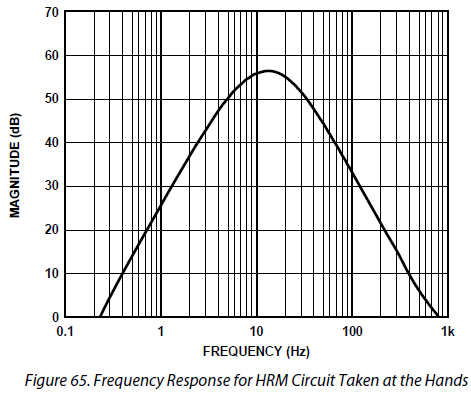 70
60
50
40
30
20
10
0
MAGNITUDE (dB)
0.1 1 10 100 1k
FREQUENCY (Hz)
Figure 65. Frequency Response for HRM Circuit Taken at the Hands